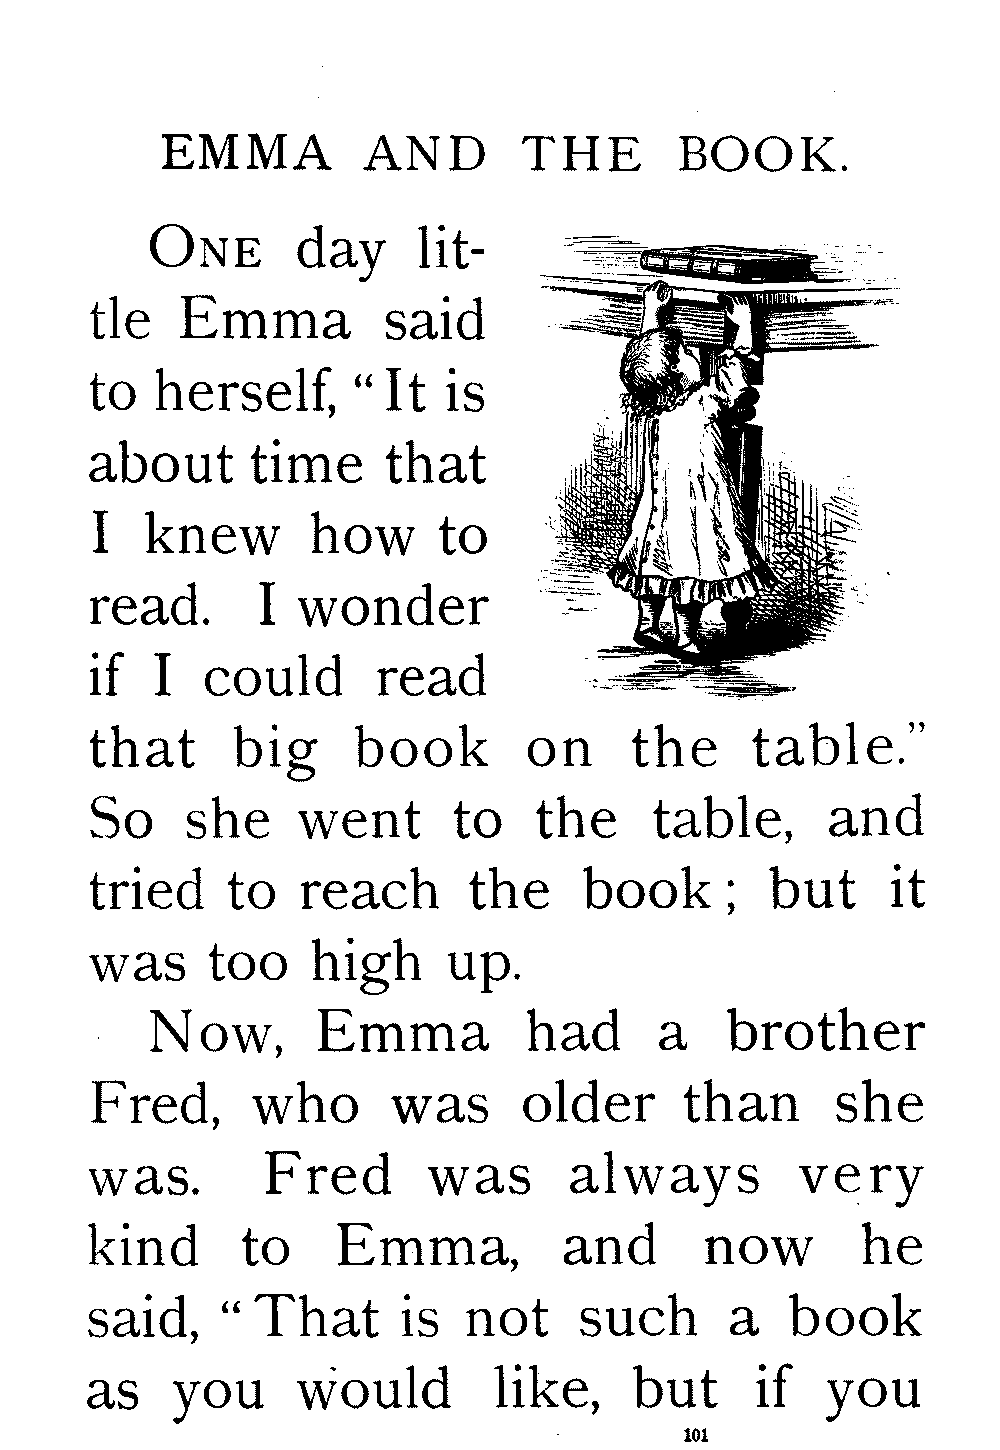 EMMA AND THE BOOK.
ONE day lit-
tle Emma said
to herself, “It is
about time that
I knew how to
read. I wonder
if I could read
that big book on the table.”
So she went to the table, and
tried to reach the book; but it
was too high up.
Now, Emma had a brother
Fred, who was older than she
was. Fred was always very
kind to Emma, and now he
said, “That is not such a book
as you would like, but if you
101